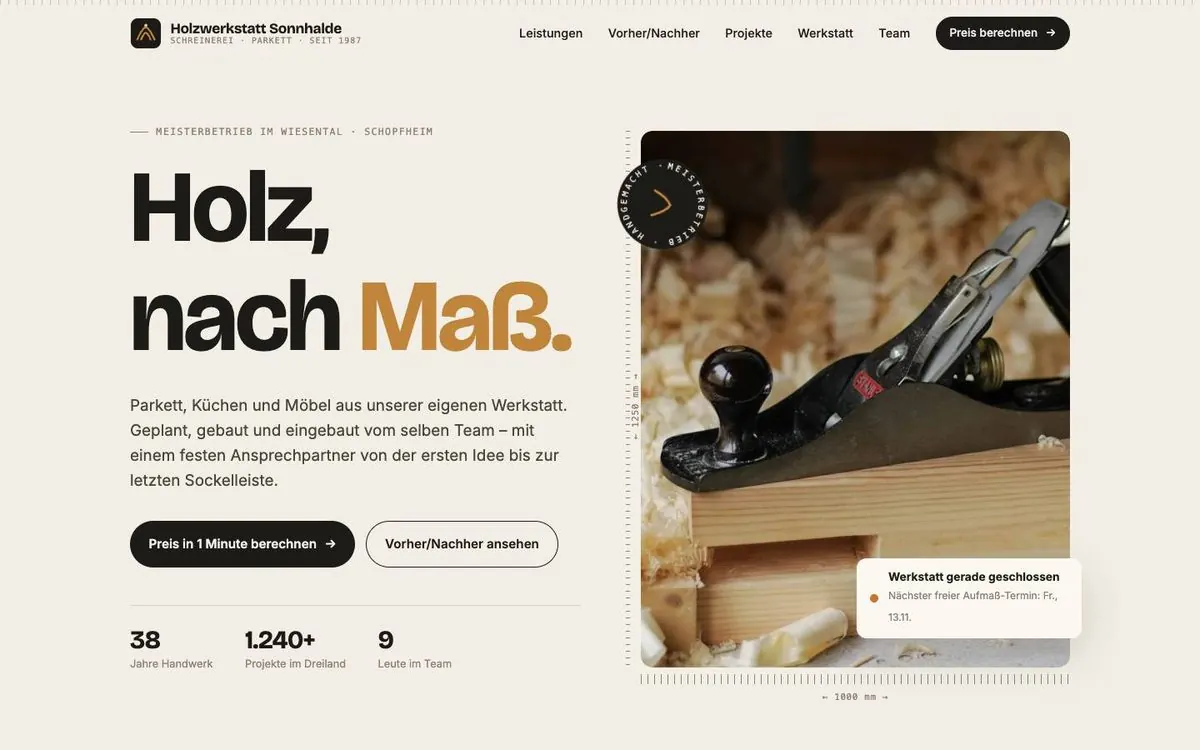 Holzwerkstatt Sonnhalde
SCHREINEREI · PARKETT · SEIT 1987
Leistungen
Vorher/Nachher
Projekte
Werkstatt
Team
Preis berechnen →
MEISTERBETRIEB IM WIESENTAL · SCHOPFHEIM
Holz,
nach Maß.
Parkett, Küchen und Möbel aus unserer eigenen Werkstatt.
Geplant, gebaut und eingebaut vom selben Team – mit
einem festen Ansprechpartner von der ersten Idee bis zur
letzten Sockelleiste.
Preis in 1 Minute berechnen →
Vorher/Nachher ansehen
38
Jahre Handwerk
1.240+
Projekte im Dreiland
9
Leute im Team
· MEISTERBETRIEB · HANDGEMACHT
← 1250 mm →
Werkstatt gerade geschlossen
Nächster freier Aufmaß-Termin: Fr.,
13.11.
← 1000 mm →